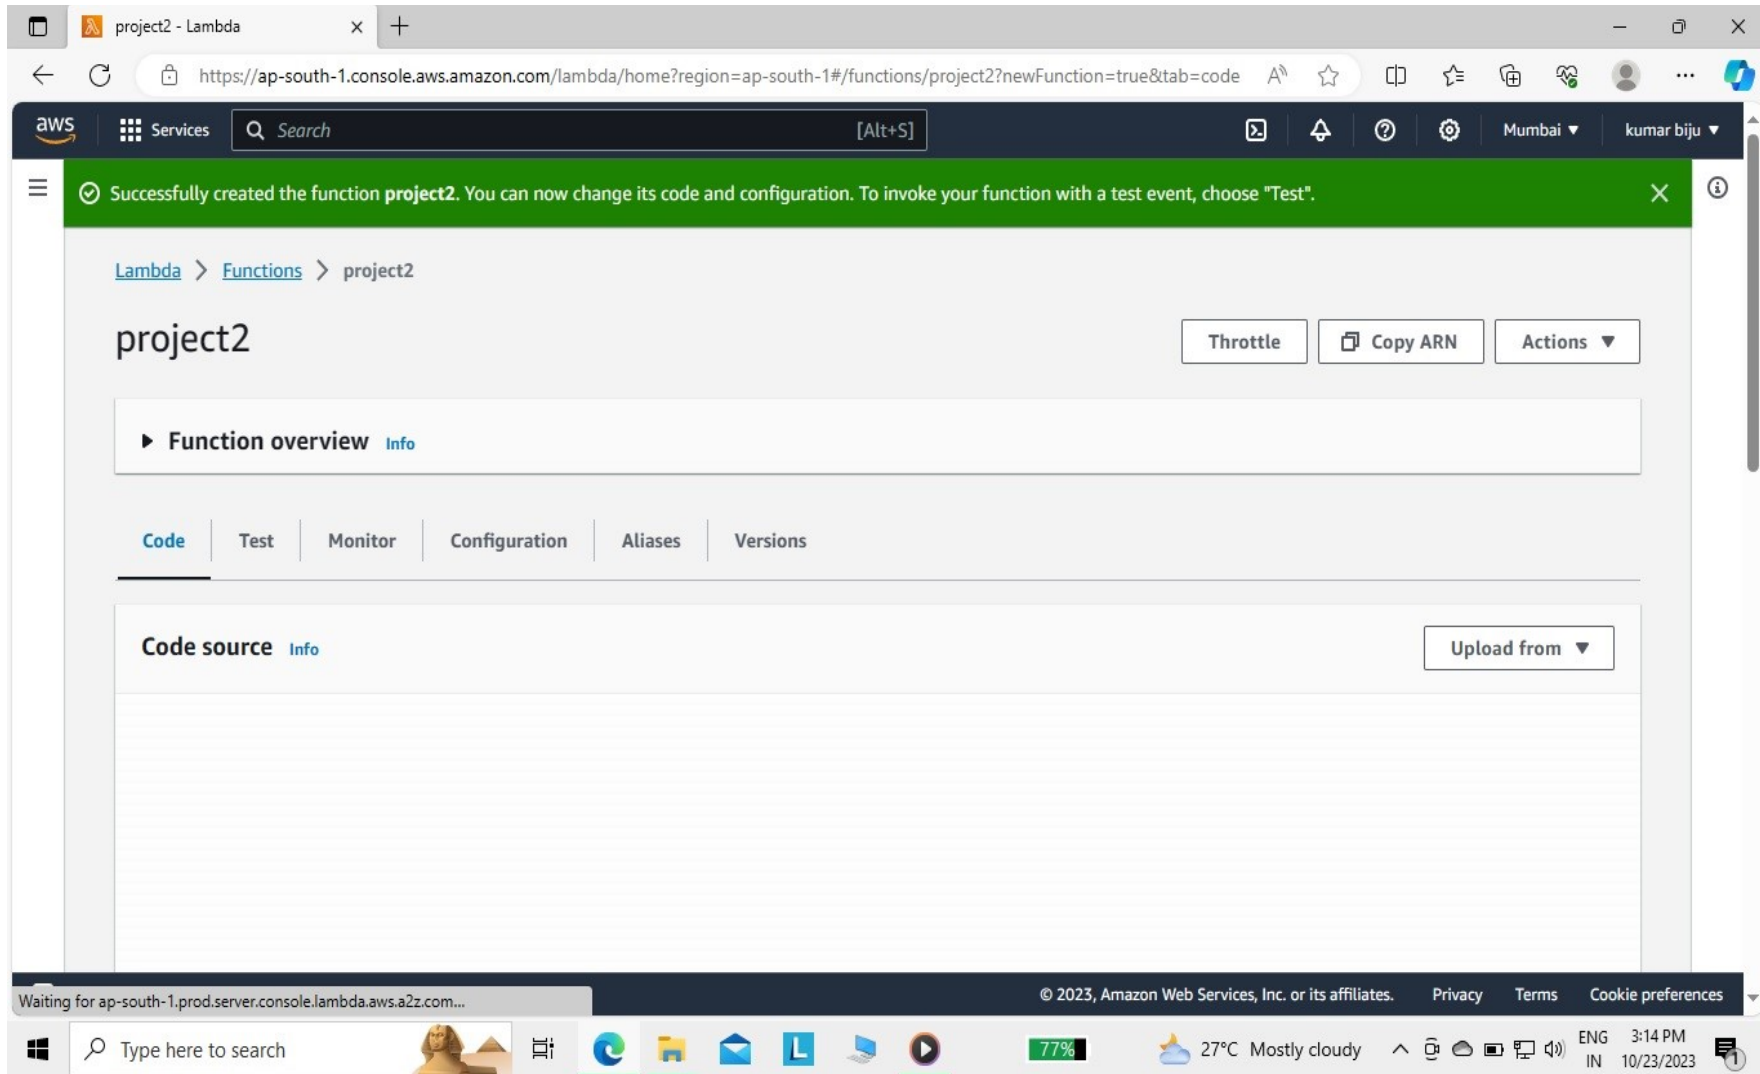 project2 - Lambda
https://ap-south-1.console.aws.amazon.com/lambda/home?region=ap-south-1#/functions/project2?newFunction=true&tab=code
aws Services Search [Alt+S] Mumbai kumar biju
Successfully created the function project2. You can now change its code and configuration. To invoke your function with a test event, choose "Test".
Lambda > Functions > project2
project2 Throttle Copy ARN Actions
Function overview Info
Code Test Monitor Configuration Aliases Versions
Code source Info Upload from
Waiting for ap-south-1.prod.server.console.lambda.aws.a2z.com... © 2023, Amazon Web Services, Inc. or its affiliates. Privacy Terms Cookie preferences
Type here to search L 77% 27°C Mostly cloudy ENG IN 3:14 PM 10/23/2023 1